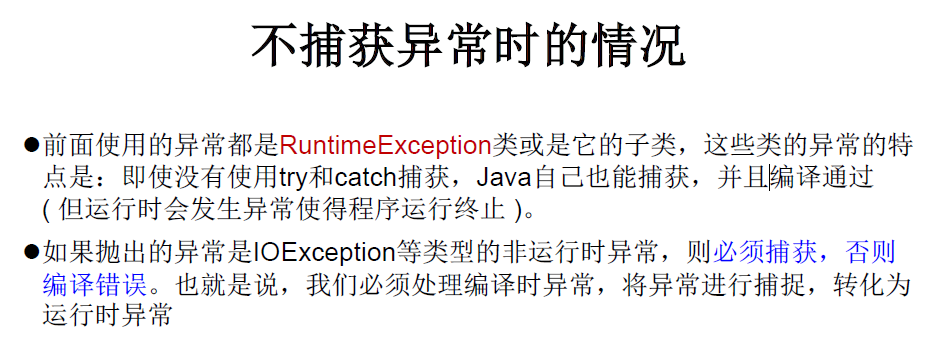 不捕获异常时的情况
●前面使用的异常都是RuntimeException类或是它的子类，这些类的异常的特
点是：即使没有使用try和catch捕获，Java自己也能捕获，并且编译通过
( 但运行时会发生异常使得程序运行终止 )。
●如果抛出的异常是IOException等类型的非运行时异常，则必须捕获，否则
编译错误。也就是说，我们必须处理编译时异常，将异常进行捕捉，转化为
运行时异常